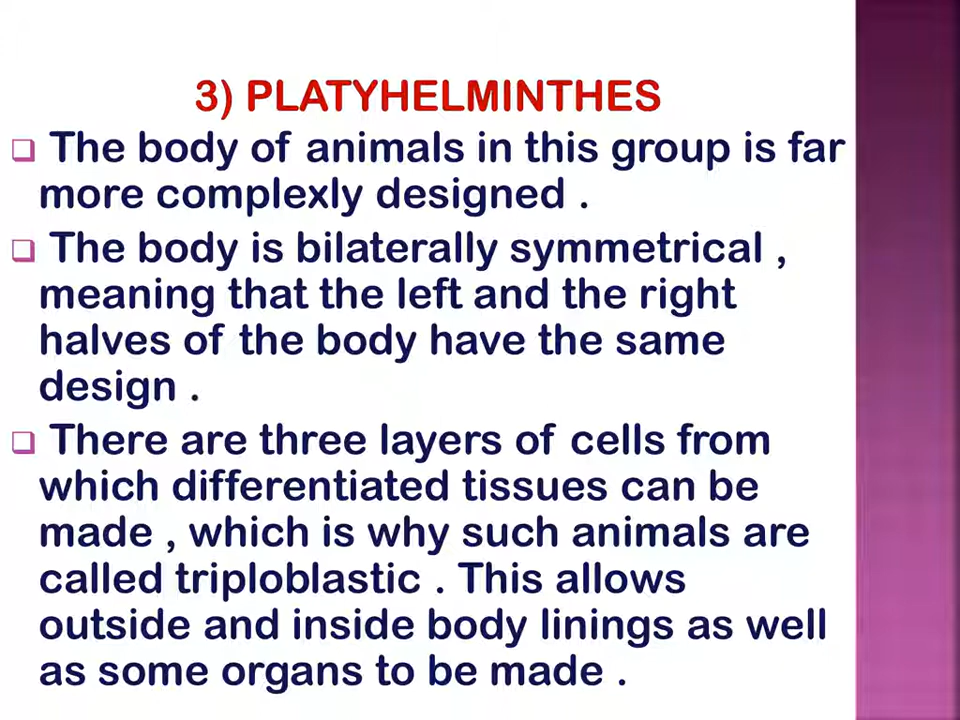 3) PLATYHELMINTHES
The body of animals in this group is far
more complexly designed .
The body is bilaterally symmetrical ,
meaning that the left and the right
halves of the body have the same
design .
There are three layers of cells from
which differentiated tissues can be
made , which is why such animals are
called triploblastic . This allows
outside and inside body linings as well
as some organs to be made .